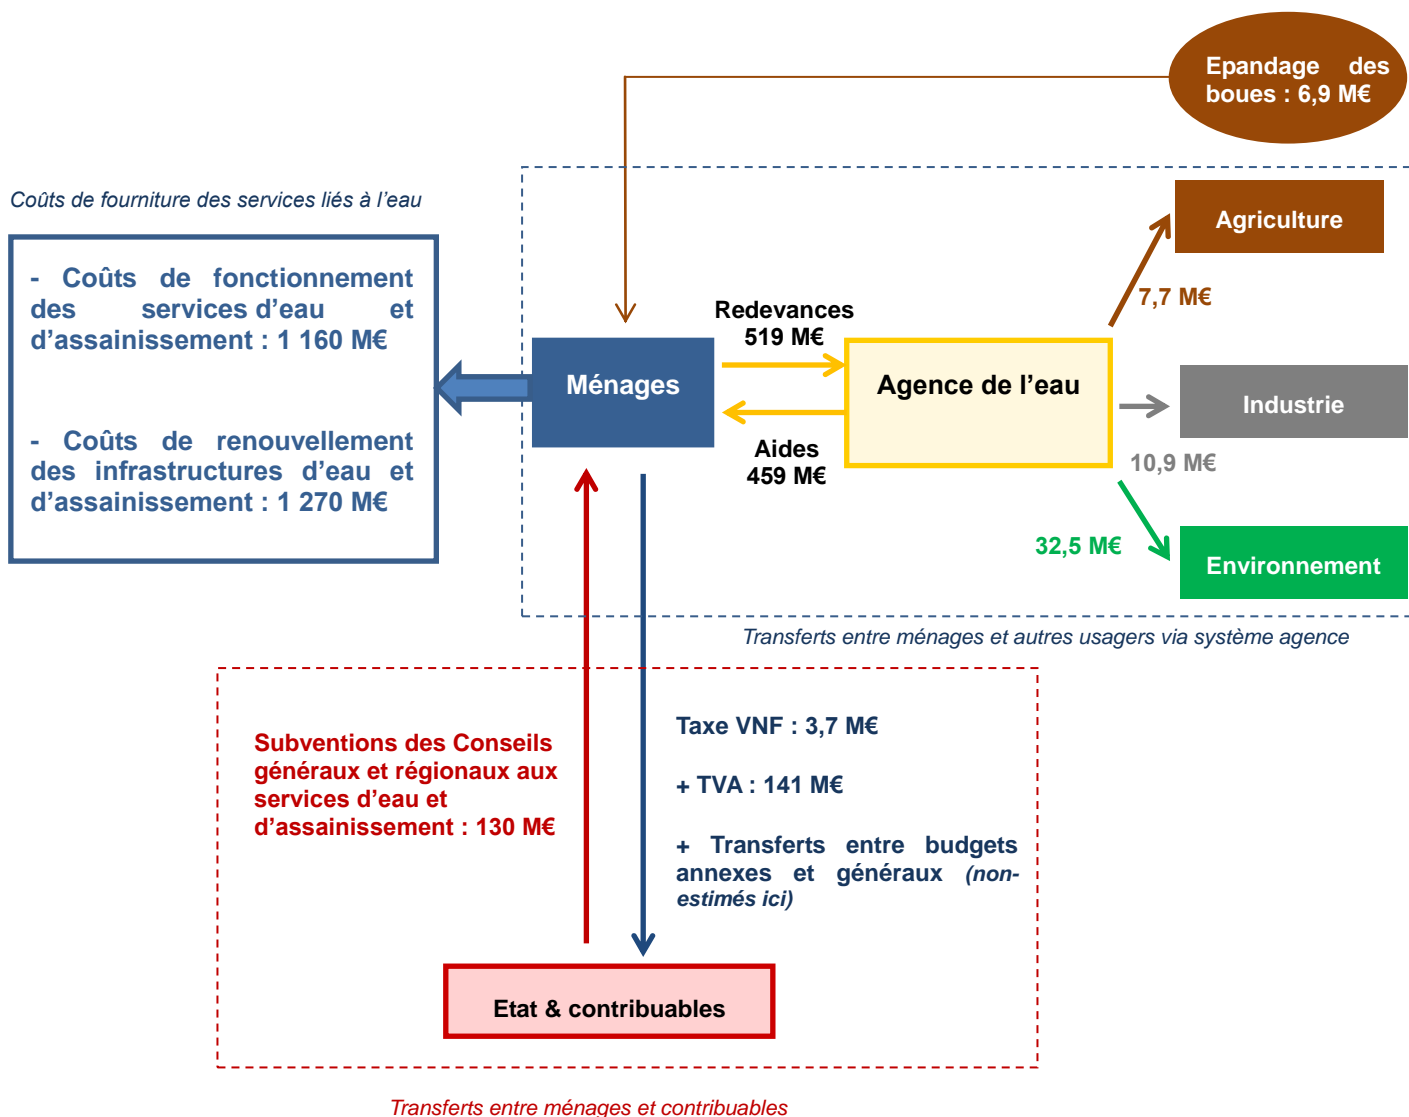 Epandage des
boues : 6,9 M€
Coûts de fourniture des services liés à l’eau
- Coûts de fonctionnement
des services d’eau et
d’assainissement : 1 160 M€
- Coûts de renouvellement
des infrastructures d’eau et
d’assainissement : 1 270 M€
Ménages
Redevances
519 M€
Aides
459 M€
Agence de l’eau
Agriculture
7,7 M€
Industrie
10,9 M€
32,5 M€
Environnement
Transferts entre ménages et autres usagers via système agence
Subventions des Conseils
généraux et régionaux aux
services d’eau et
d’assainissement : 130 M€
Taxe VNF : 3,7 M€
+ TVA : 141 M€
+ Transferts entre budgets
annexes et généraux (non-
estimés ici)
Etat & contribuables
Transferts entre ménages et contribuables